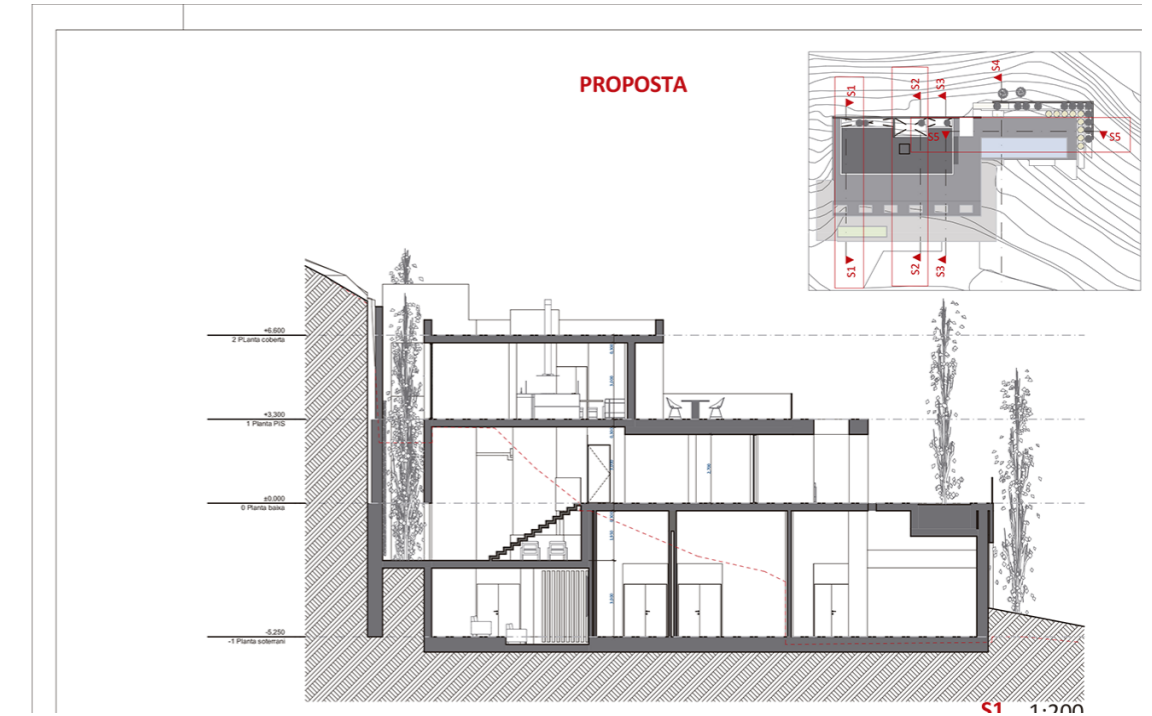 PROPOSTA
S4
S1
S2
S3
S5
S5
S1
S2
S3
+6.600
2 PLanta coberta
+3.300
1 Planta PIS
±0.000
0 Planta baixa
-5.250
-1 Planta soterrani
S1 1:200